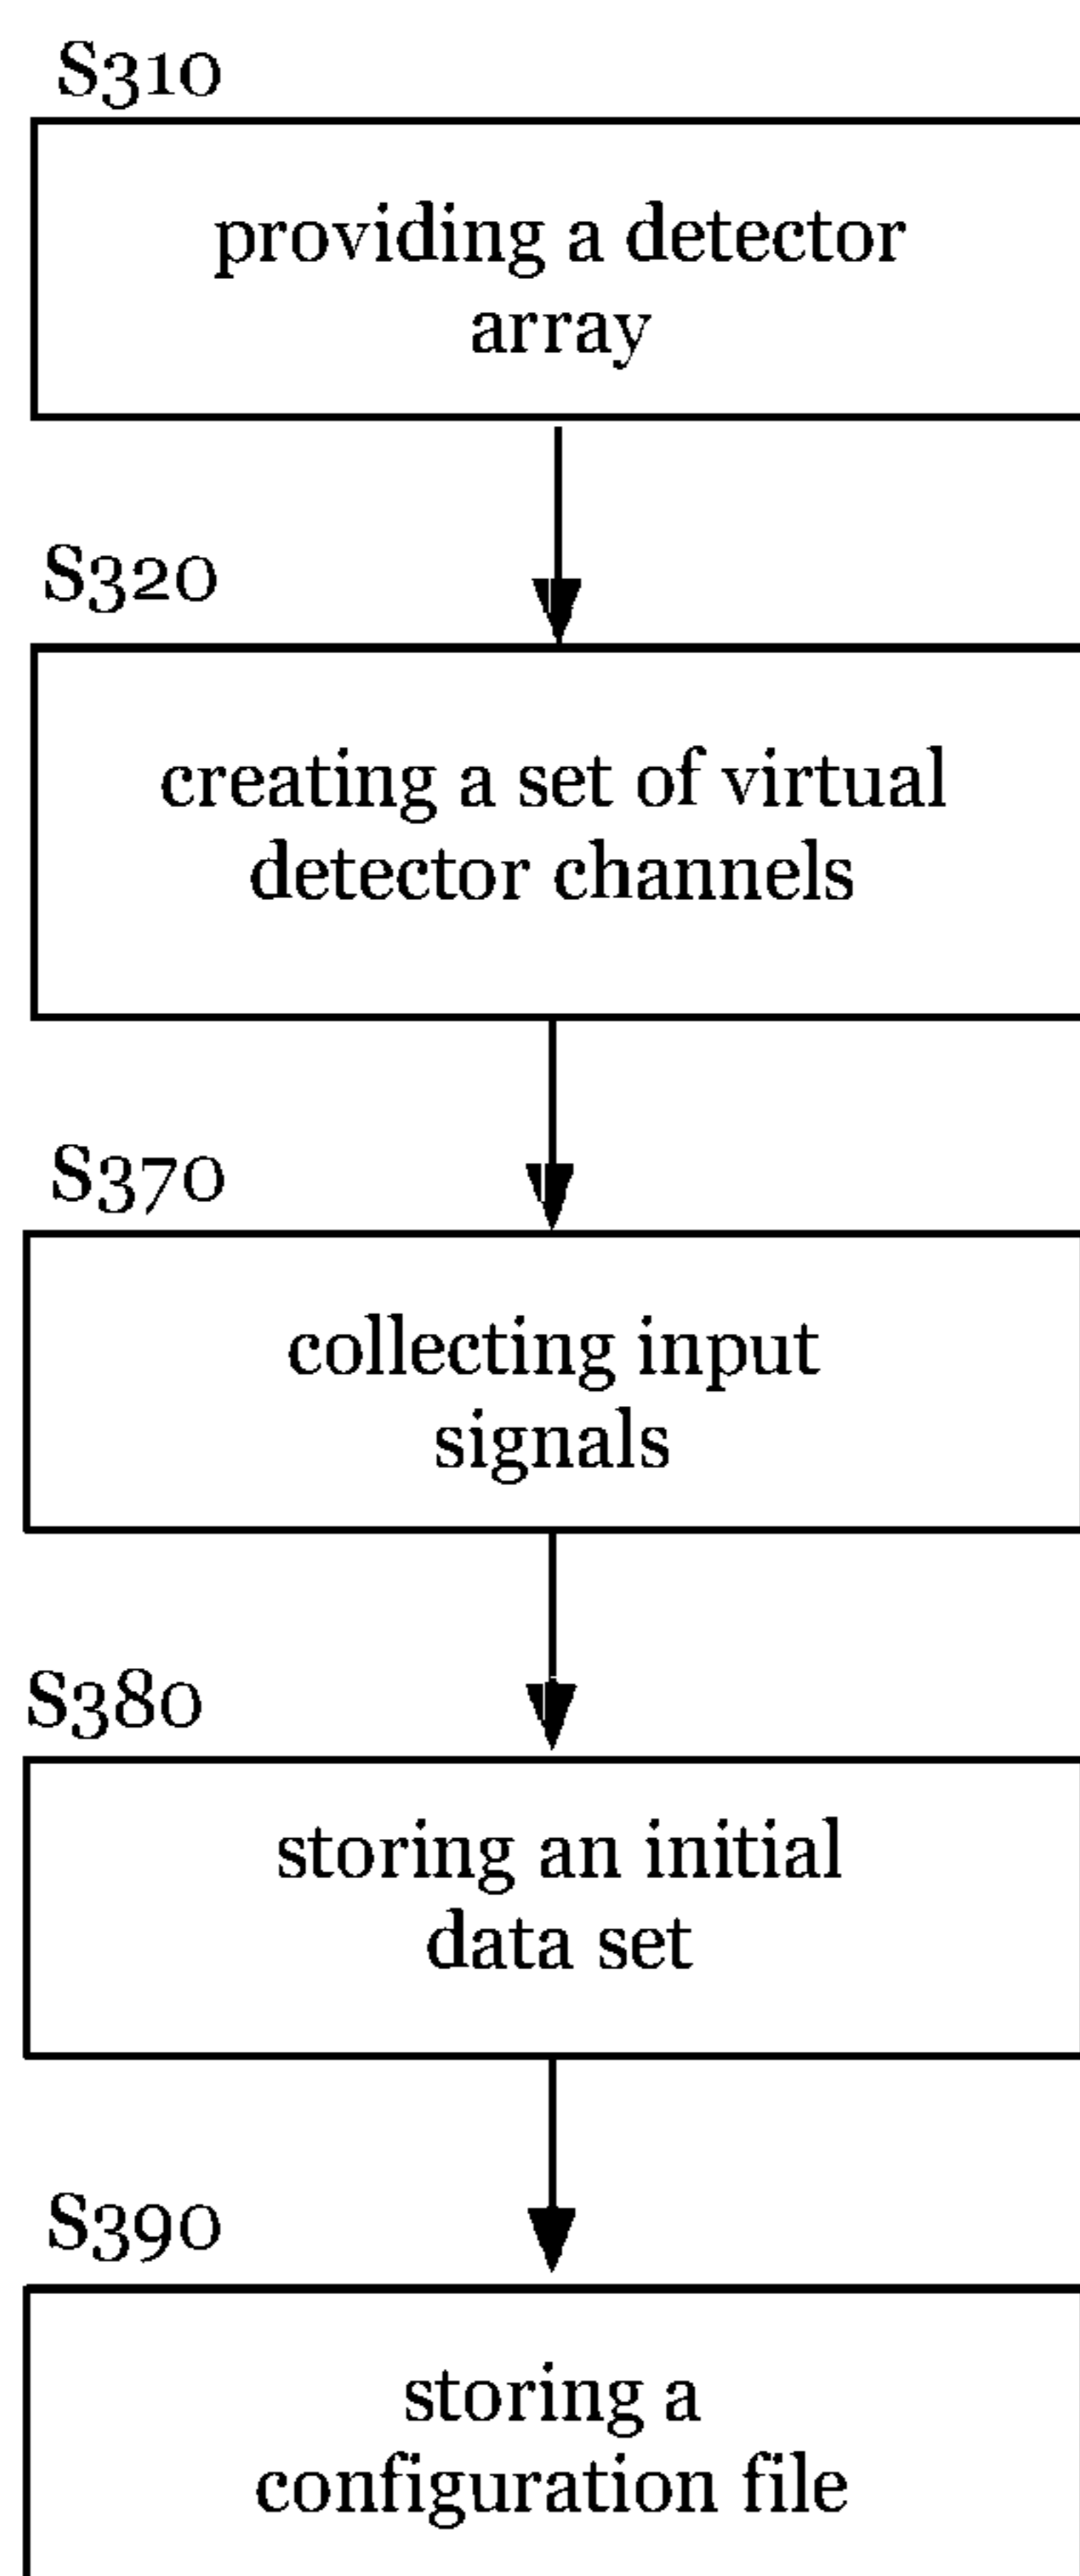 S310
providing a detector
array
S320
creating a set of virtual
detector channels
S370
collecting input
signals
S380
storing an initial
data set
S390
storing a
configuration file